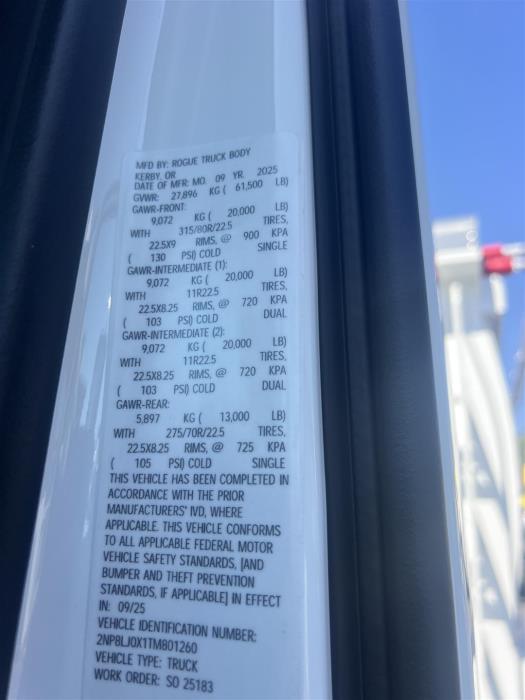 MFD BY: ROGUE TRUCK BODY
KERBY, OR
DATE OF MFR: MO. 09 YR. 2025
GVWR: 27,896 KG ( 61,500 LB)
GAWR-FRONT:
9,072 KG ( 20,000 LB)
WITH 315/80R/22.5 TIRES,
22.5X9 RIMS, @ 900 KPA
( 130 PSI) COLD SINGLE
GAWR-INTERMEDIATE (1):
9,072 KG ( 20,000 LB)
WITH 11R22.5 TIRES,
22.5X8.25 RIMS, @ 720 KPA
( 103 PSI) COLD DUAL
GAWR-INTERMEDIATE (2):
9,072 KG ( 20,000 LB)
WITH 11R22.5 TIRES,
22.5X8.25 RIMS, @ 720 KPA
( 103 PSI) COLD DUAL
GAWR-REAR:
5,897 KG ( 13,000 LB)
WITH 275/70R/22.5 TIRES,
22.5X8.25 RIMS, @ 725 KPA
( 105 PSI) COLD SINGLE
THIS VEHICLE HAS BEEN COMPLETED IN
ACCORDANCE WITH THE PRIOR
MANUFACTURERS' IVD, WHERE
APPLICABLE. THIS VEHICLE CONFORMS
TO ALL APPLICABLE FEDERAL MOTOR
VEHICLE SAFETY STANDARDS, [AND
BUMPER AND THEFT PREVENTION
STANDARDS, IF APPLICABLE] IN EFFECT
IN: 09/25
VEHICLE IDENTIFICATION NUMBER:
2NP8LJ0X1TM801260
VEHICLE TYPE: TRUCK
WORK ORDER: SO 25183